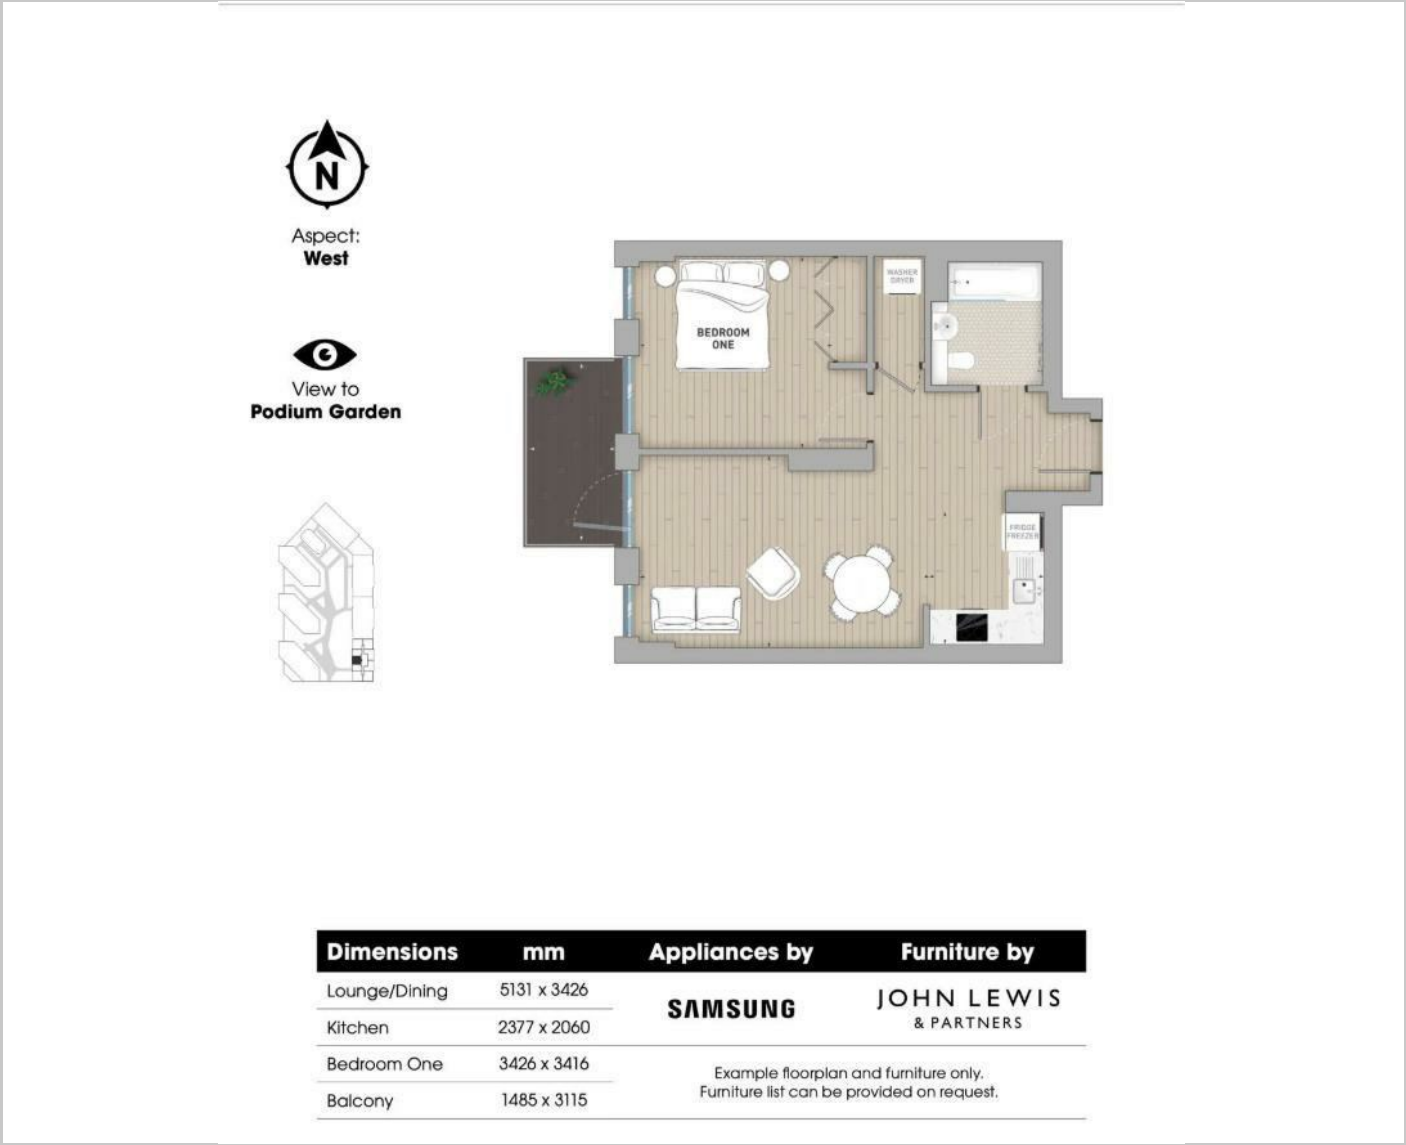 N
Aspect:
West
View to
Podium Garden
BEDROOM
ONE
WASHER
DRYER
FRIDGE
FREEZER
Dimensions mm Appliances by Furniture by
Lounge/Dining 5131 x 3426
Kitchen 2377 x 2060
Bedroom One 3426 x 3416
Balcony 1485 x 3115
SAMSUNG
JOHN LEWIS
& PARTNERS
Example floorplan and furniture only.
Furniture list can be provided on request.